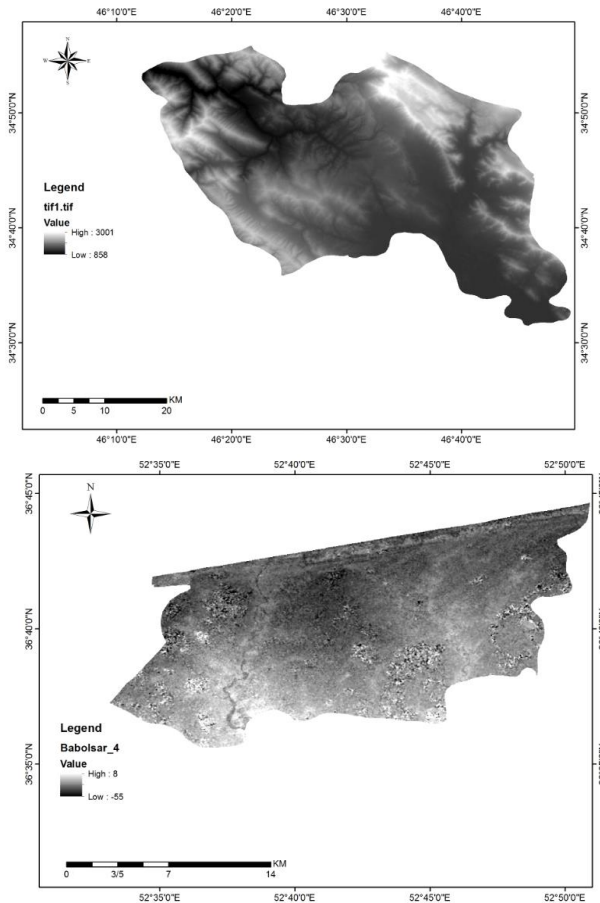 46°10'0"E 46°20'0"E 46°30'0"E 46°40'0"E
N
W E
S
34°50'0"N 34°50'0"N
Legend
tif1.tif
Value
High : 3001
Low : 858
34°40'0"N 34°40'0"N
34°30'0"N 34°30'0"N
KM
0 5 10 20
46°10'0"E 46°20'0"E 46°30'0"E 46°40'0"E
52°35'0"E 52°40'0"E 52°45'0"E 52°50'0"E
36°45'0"N
N
36°40'0"N
Legend
Babolsar_4
Value
High : 8
Low : -55
36°35'0"N
KM
0 3/5 7 14
52°35'0"E 52°40'0"E 52°45'0"E 52°50'0"E